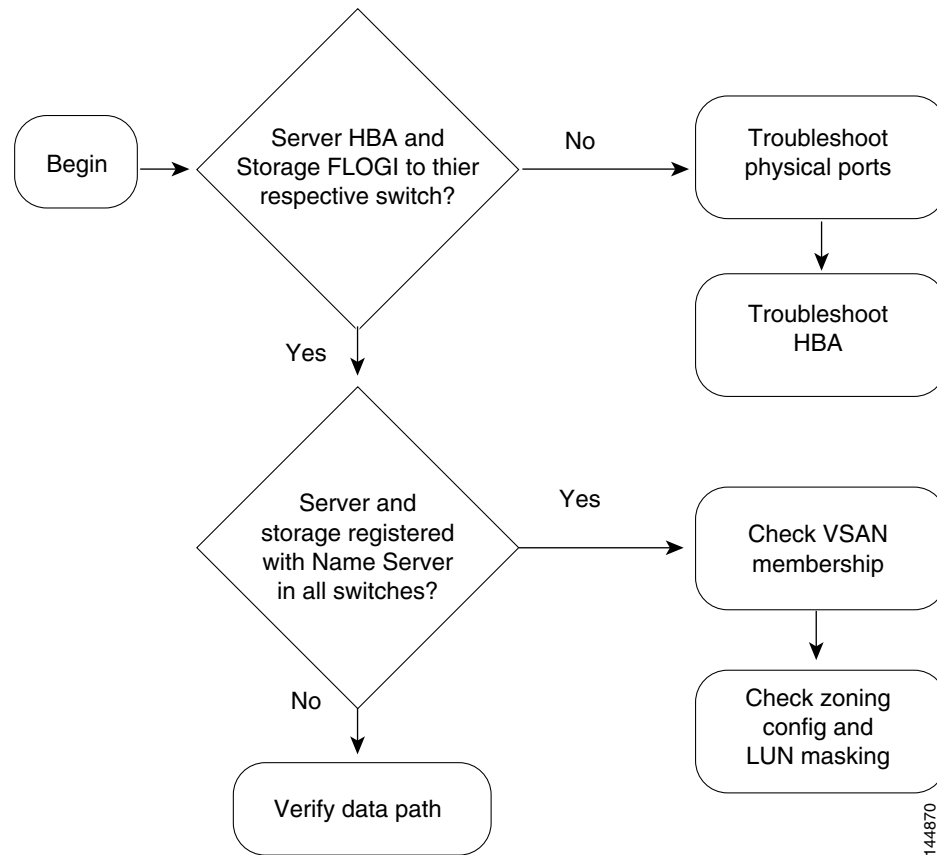 Begin
Server HBA and
Storage FLOGI to thier
respective switch?
No
Troubleshoot
physical ports
Troubleshoot
HBA
Yes
Server and
storage registered
with Name Server
in all switches?
Yes
Check VSAN
membership
Check zoning
config and
LUN masking
No
Verify data path
144870